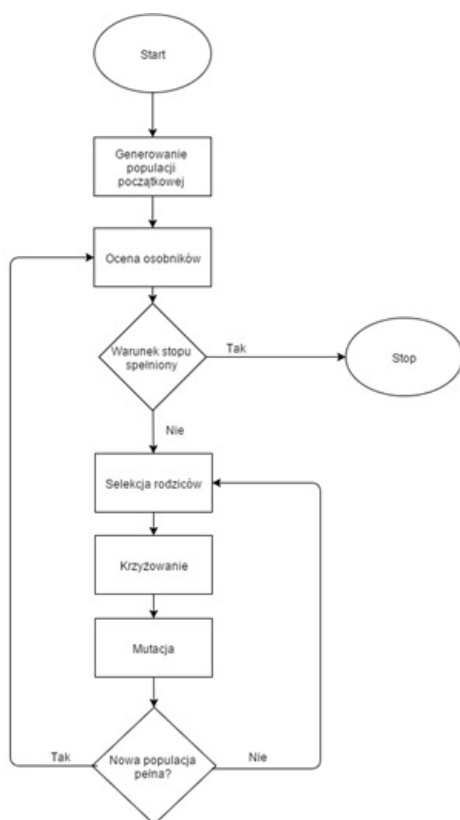 Start
Generowanie
populacji
początkowej
Ocena osobników
Warunek stopu
spełniony
Tak
Stop
Nie
Selekcja rodziców
Krzyżowanie
Mutacja
Tak
Nowa populacja
pełna?
Nie